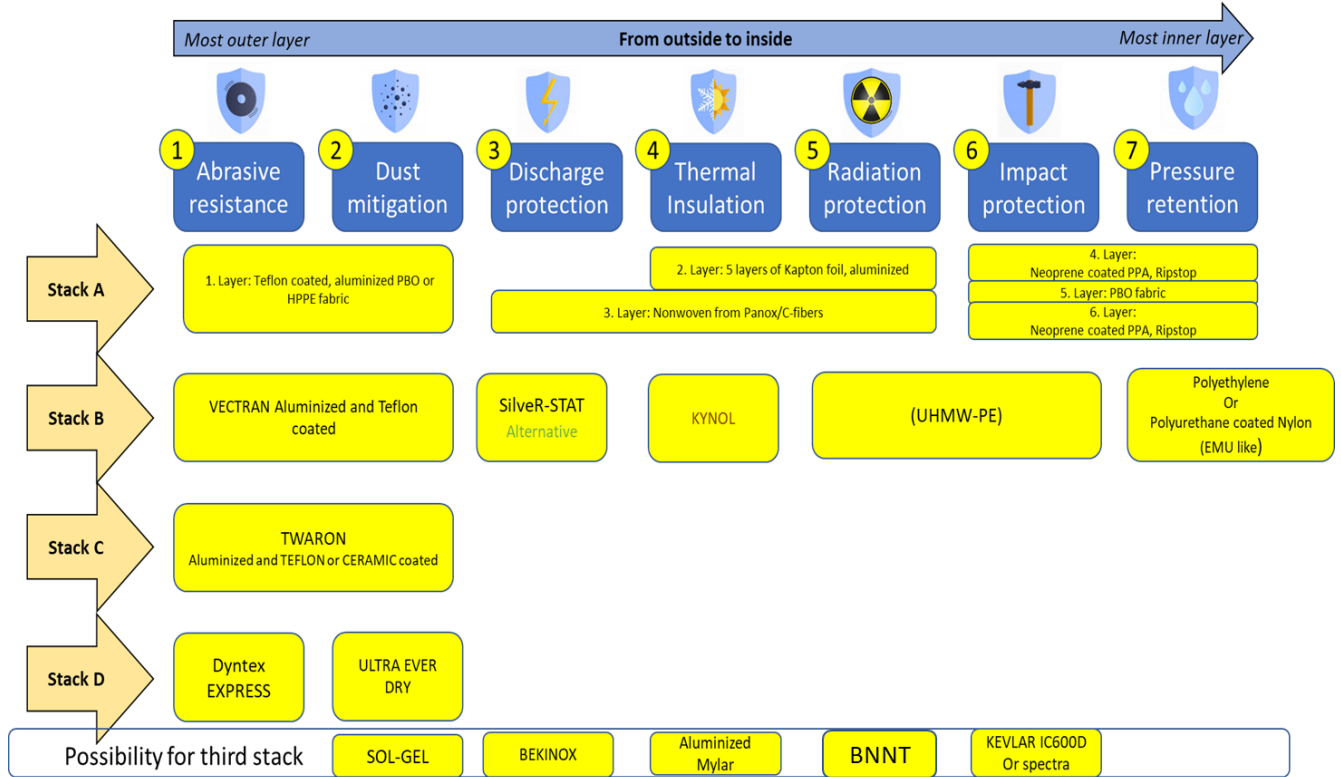 Most outer layer
From outside to inside
Most inner layer
1
Abrasive
resistance
2
Dust
mitigation
3
Discharge
protection
4
Thermal
Insulation
5
Radiation
protection
6
Impact
protection
7
Pressure
retention
Stack A
1. Layer: Teflon coated, aluminized PBO or
HPPE fabric
2. Layer: 5 layers of Kapton foil, aluminized
3. Layer: Nonwoven from Panox/C-fibers
4. Layer:
Neoprene coated PPA, Ripstop
5. Layer: PBO fabric
6. Layer:
Neoprene coated PPA, Ripstop
Stack B
VECTRAN Aluminized and Teflon
coated
SilveR-STAT
Alternative
KYNOL
(UHMW-PE)
Polyethylene
Or
Polyurethane coated Nylon
(EMU like)
Stack C
TWARON
Aluminized and TEFLON or CERAMIC coated
Stack D
Dyntex
EXPRESS
ULTRA EVER
DRY
Possibility for third stack
SOL-GEL
BEKINOX
Aluminized
Mylar
BNNT
KEVLAR IC600D
Or spectra